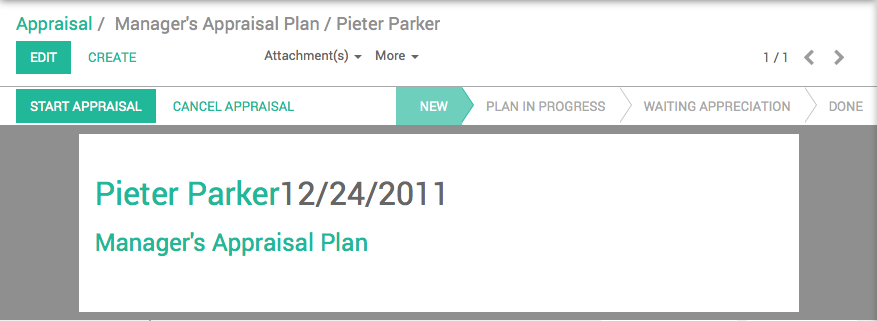 Appraisal / Manager's Appraisal Plan / Pieter Parker
EDIT CREATE Attachment(s) More 1 / 1
START APPRAISAL CANCEL APPRAISAL NEW PLAN IN PROGRESS WAITING APPRECIATION DONE
Pieter Parker12/24/2011
Manager's Appraisal Plan